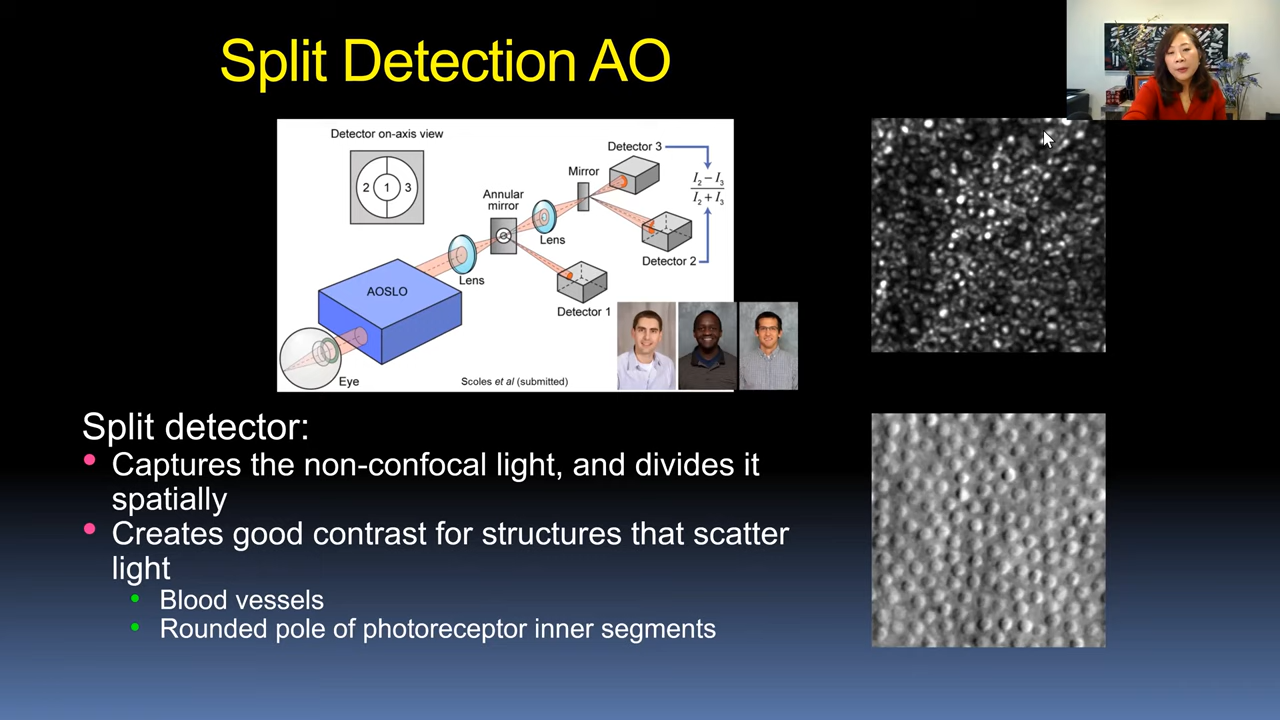 Split Detection AO
Detector on-axis view
2 1 3
Detector 3
Mirror
I₂ – I₃
I₂ + I₃
Annular
mirror
Lens
Detector 2
Lens
AOSLO
Detector 1
Eye
Scoles et al (submitted)
Split detector:
• Captures the non-confocal light, and divides it
spatially
• Creates good contrast for structures that scatter
light
• Blood vessels
• Rounded pole of photoreceptor inner segments